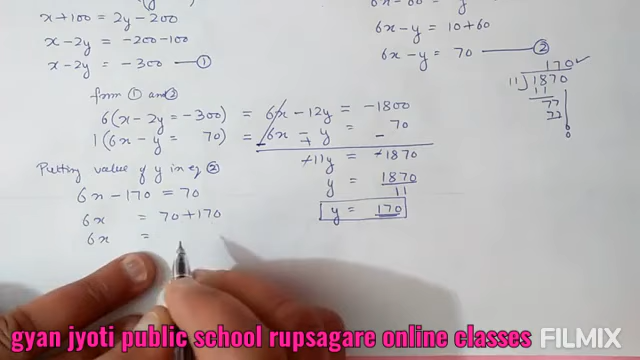 x+100 = 2y-200
x-2y = -200-100
x-2y = -300 ①
6x-y = 10+60
6x-y = 70 ②
from ① and ②
6(x-2y = -300) = 6x-12y = -1800
1(6x-y = 70) = 6x - y = 70
- + -
-11y = -1870
y = 1870
11
y = 170
170 ✓
11)1870
11
77
77
0
Putting value of y in eq ②
6x-170 = 70
6x = 70+170
6x =
gyan jyoti public school rupsagare online classes
FILMIX